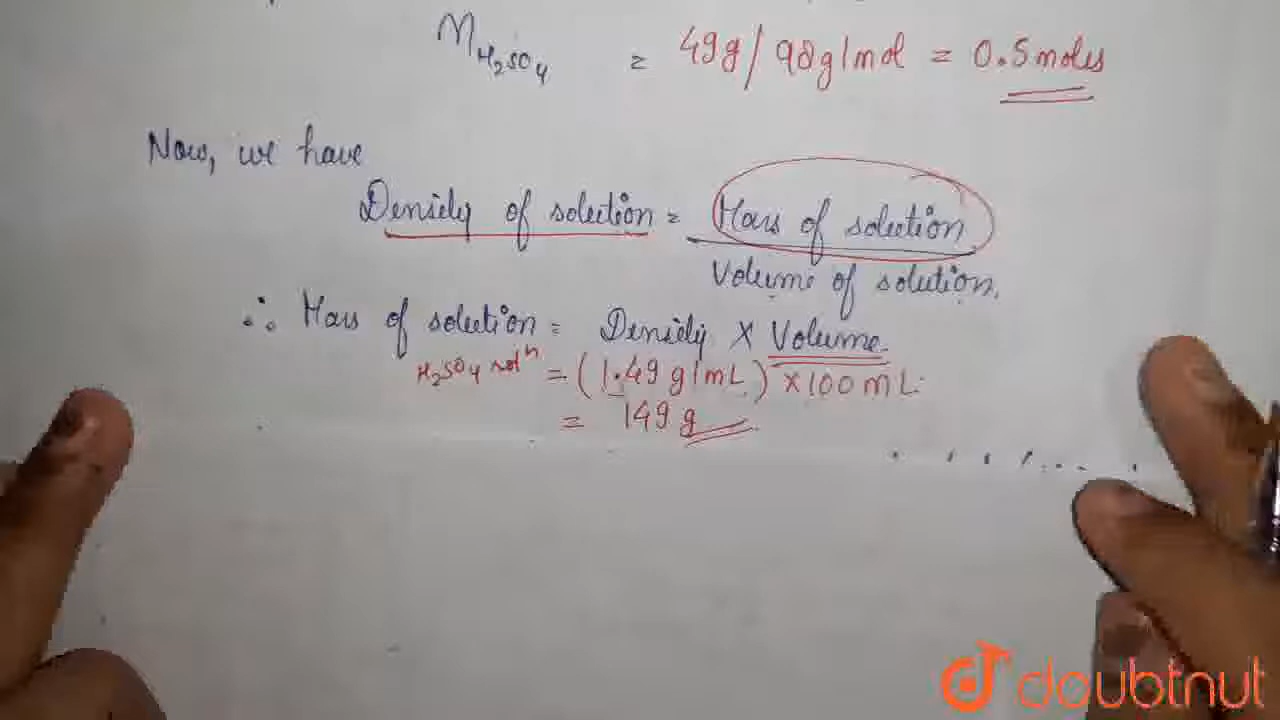 n H₂SO₄ = 49g/98g/mol = 0.5 moles
Now, we have
Density of solution = Mass of solution
Volume of solution.
∴ Mass of solution = Density X Volume.
H₂SO₄ solⁿ = (1.49 g/mL) × 100 mL
= 149 g
doubtnut